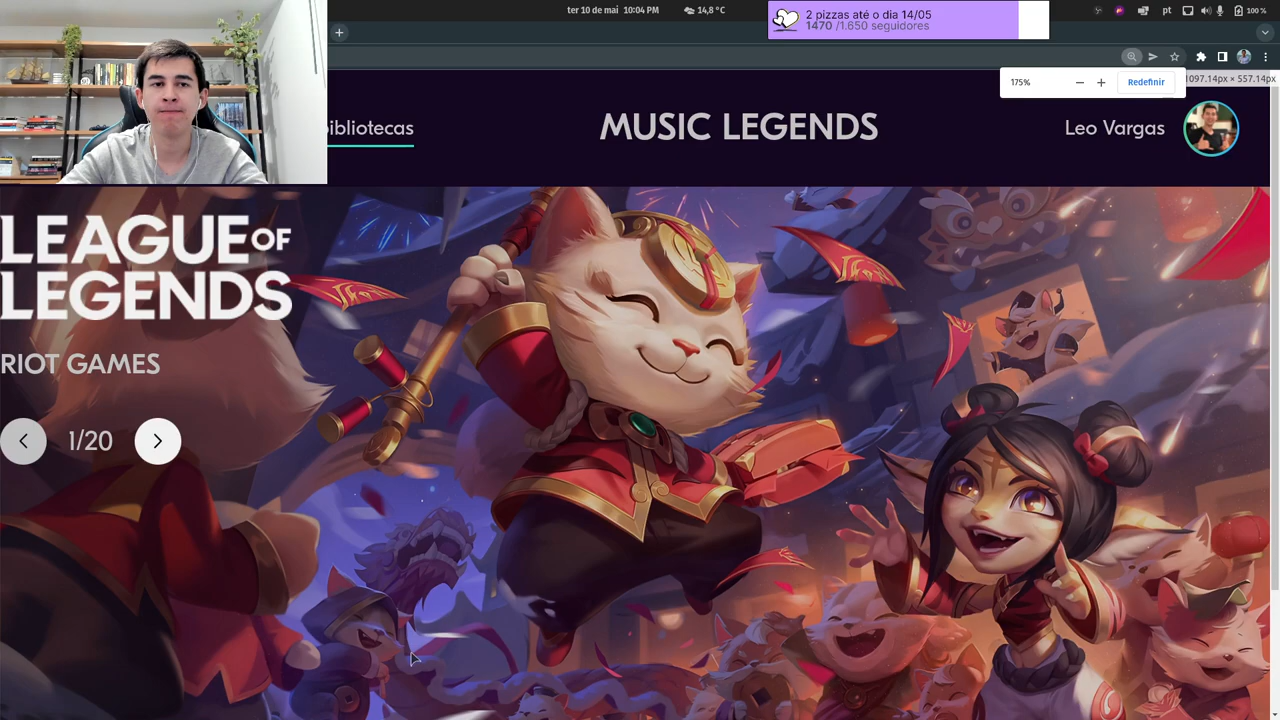 ter 10 de mai 10:04 PM
14,8 °C
2 pizzas até o dia 14/05
1470 /1.650 seguidores
pt
100 %
175%
Redefinir
1097.14px × 557.14px
ibliotecas
MUSIC LEGENDS
Leo Vargas
LEAGUE OF
LEGENDS
RIOT GAMES
1/20